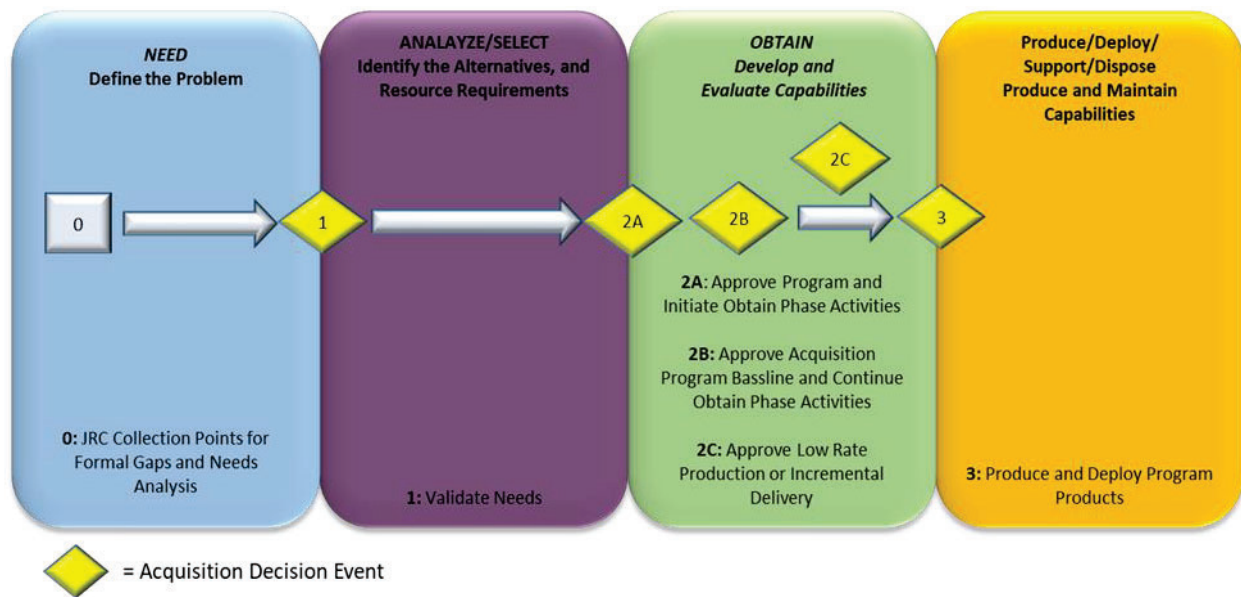 NEED
Define the Problem
0
0: JRC Collection Points for
Formal Gaps and Needs
Analysis
ANALAYZE/SELECT
Identify the Alternatives, and
Resource Requirements
1
1: Validate Needs
OBTAIN
Develop and
Evaluate Capabilities
2C
2A
2B
2A: Approve Program and
Initiate Obtain Phase Activities
2B: Approve Acquisition
Program Bassline and Continue
Obtain Phase Activities
2C: Approve Low Rate
Production or Incremental
Delivery
Produce/Deploy/
Support/Dispose
Produce and Maintain
Capabilities
3
3: Produce and Deploy Program
Products
= Acquisition Decision Event